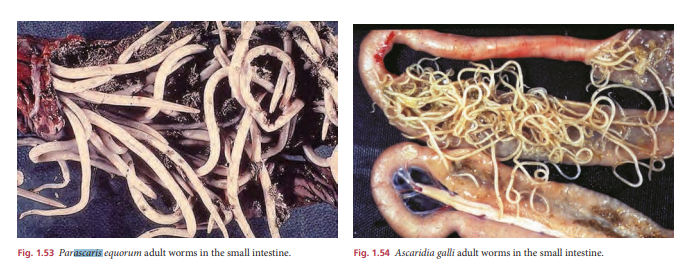 Fig. 1.53 Parascaris equorum adult worms in the small intestine.
Fig. 1.54 Ascaridia galli adult worms in the small intestine.